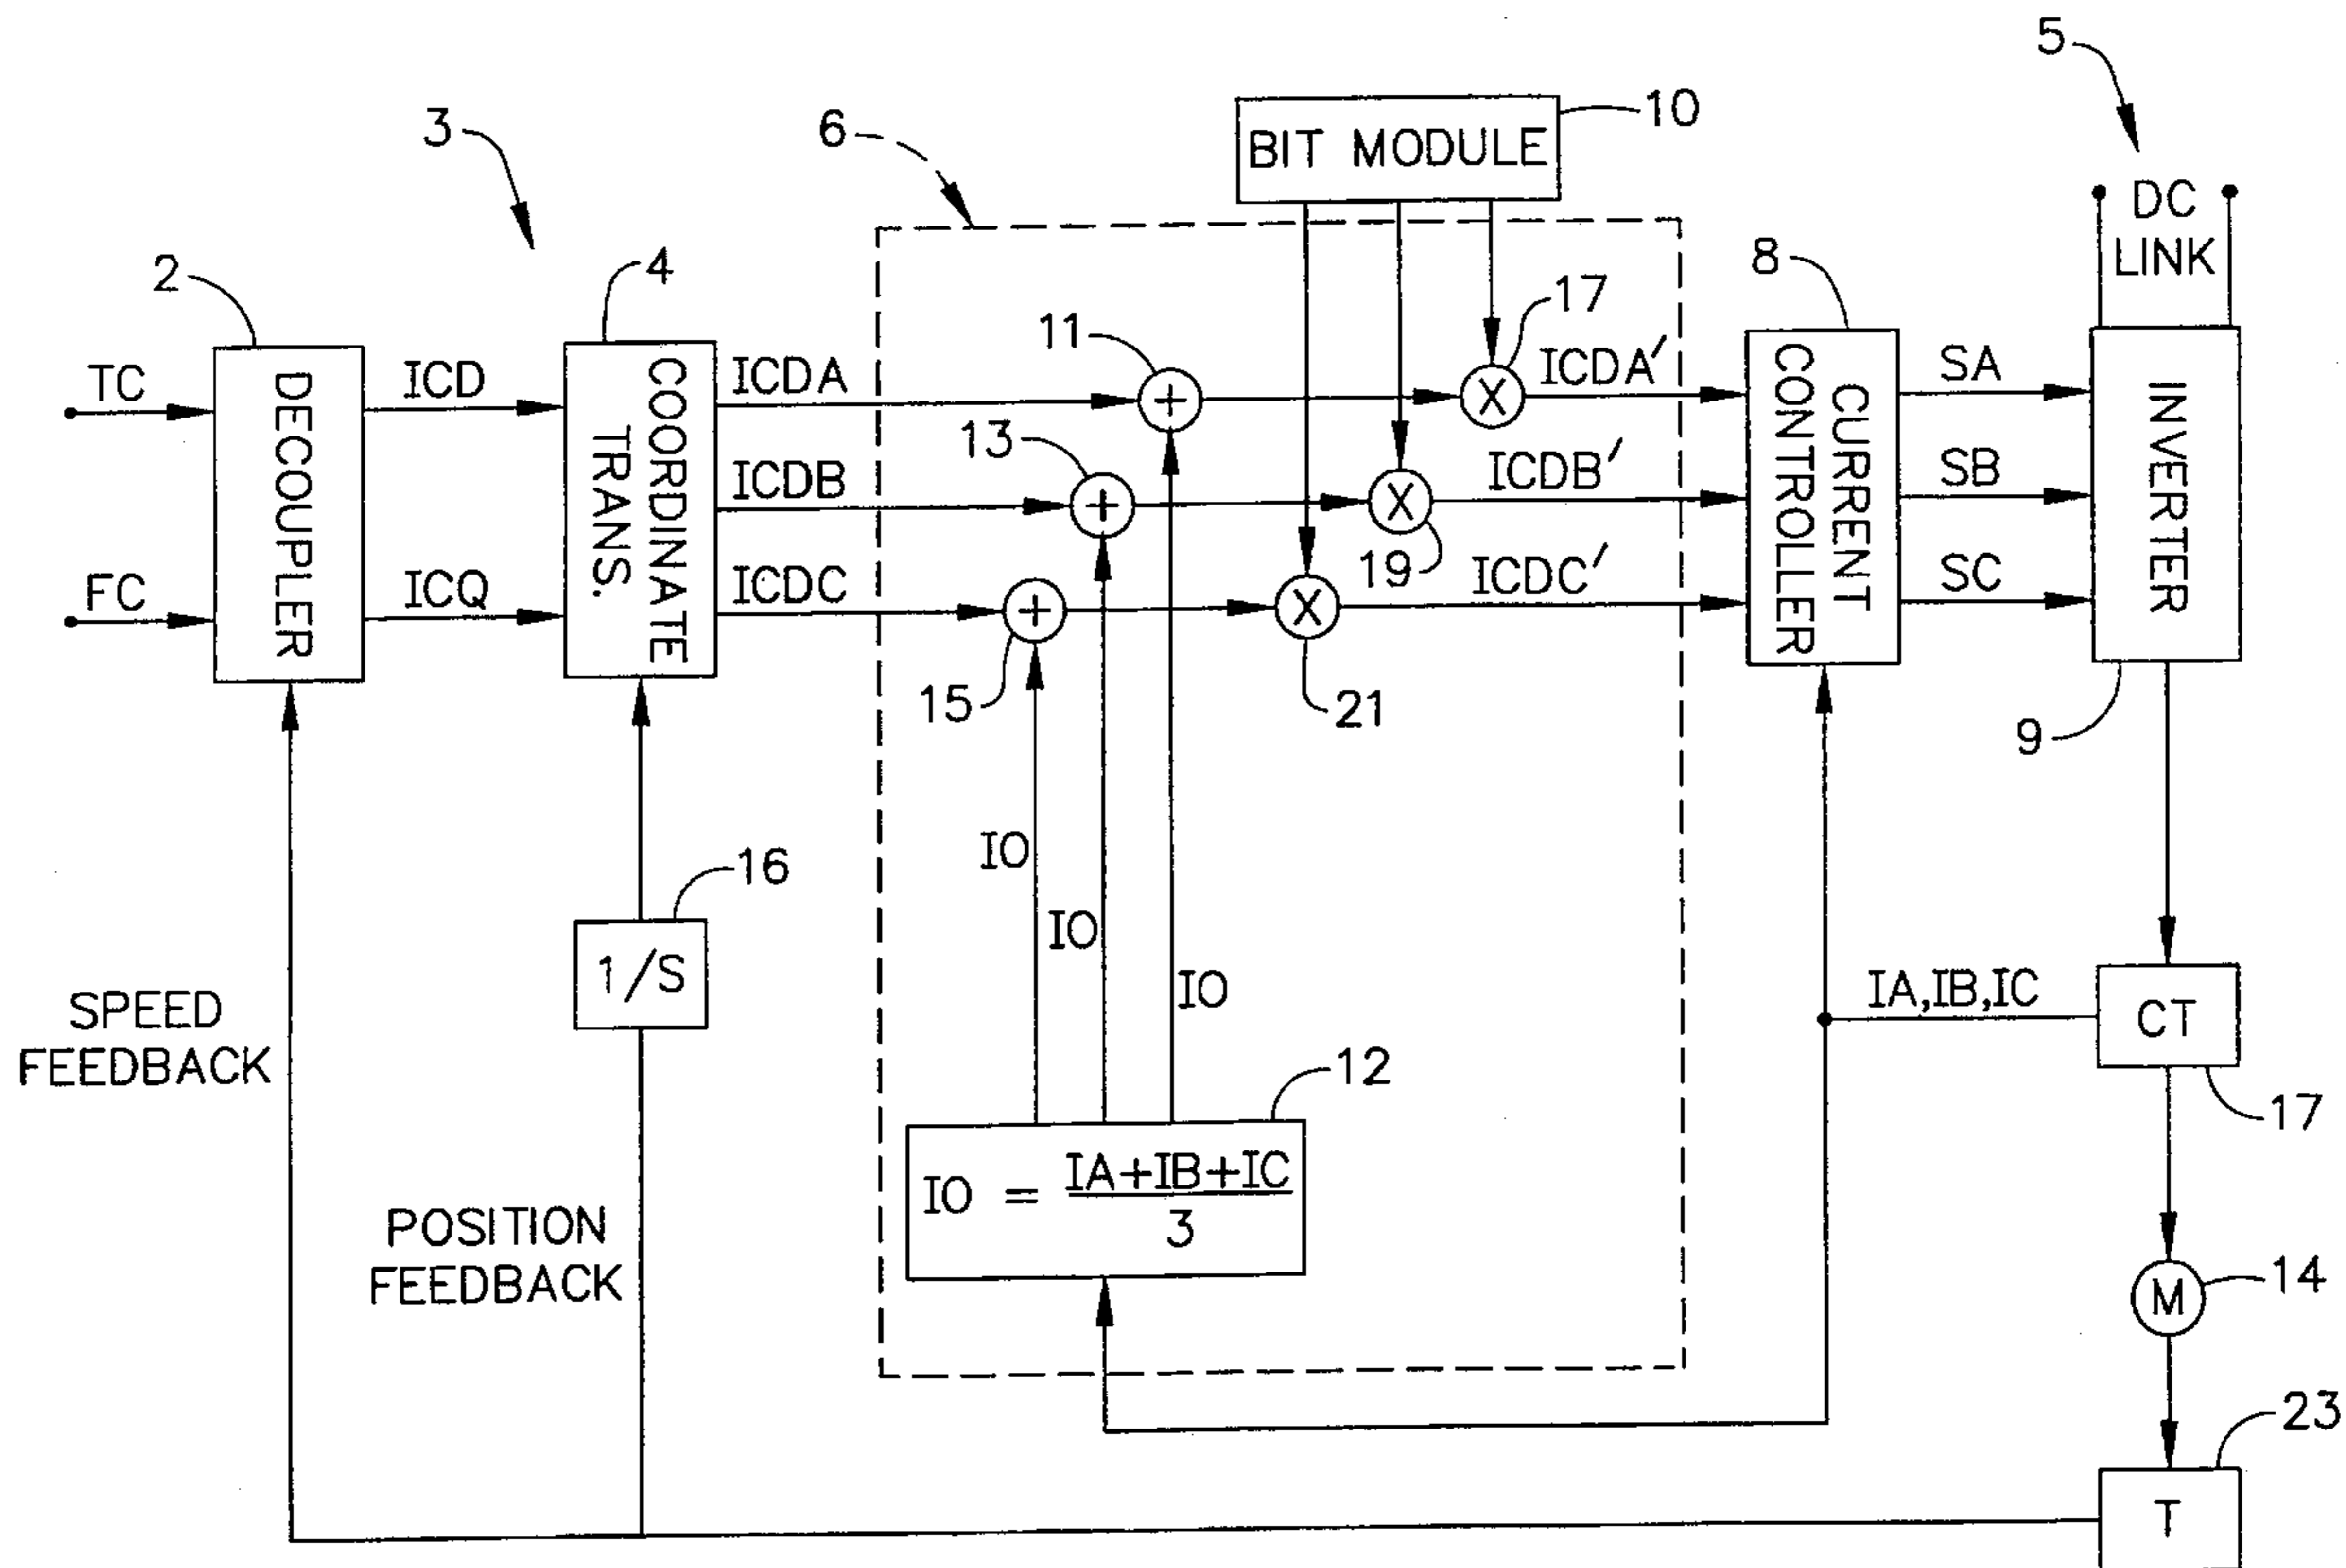 5
10
3
6
BIT MODULE
DC
LINK
2
4
8
17
11
TC
ICD
ICDA
ICDA′
SA
DECOUPLER
COORDINATE
TRANS.
13
CURRENT
CONTROLLER
INVERTER
+
X
ICDB
ICDB′
SB
+
X
19
FC
ICQ
ICDC
ICDC′
SC
+
X
15
21
9
IO
16
IO
1/S
IO
IA,IB,IC
CT
SPEED
FEEDBACK
12
17
IO = IA+IB+IC
3
POSITION
FEEDBACK
M
14
23
T